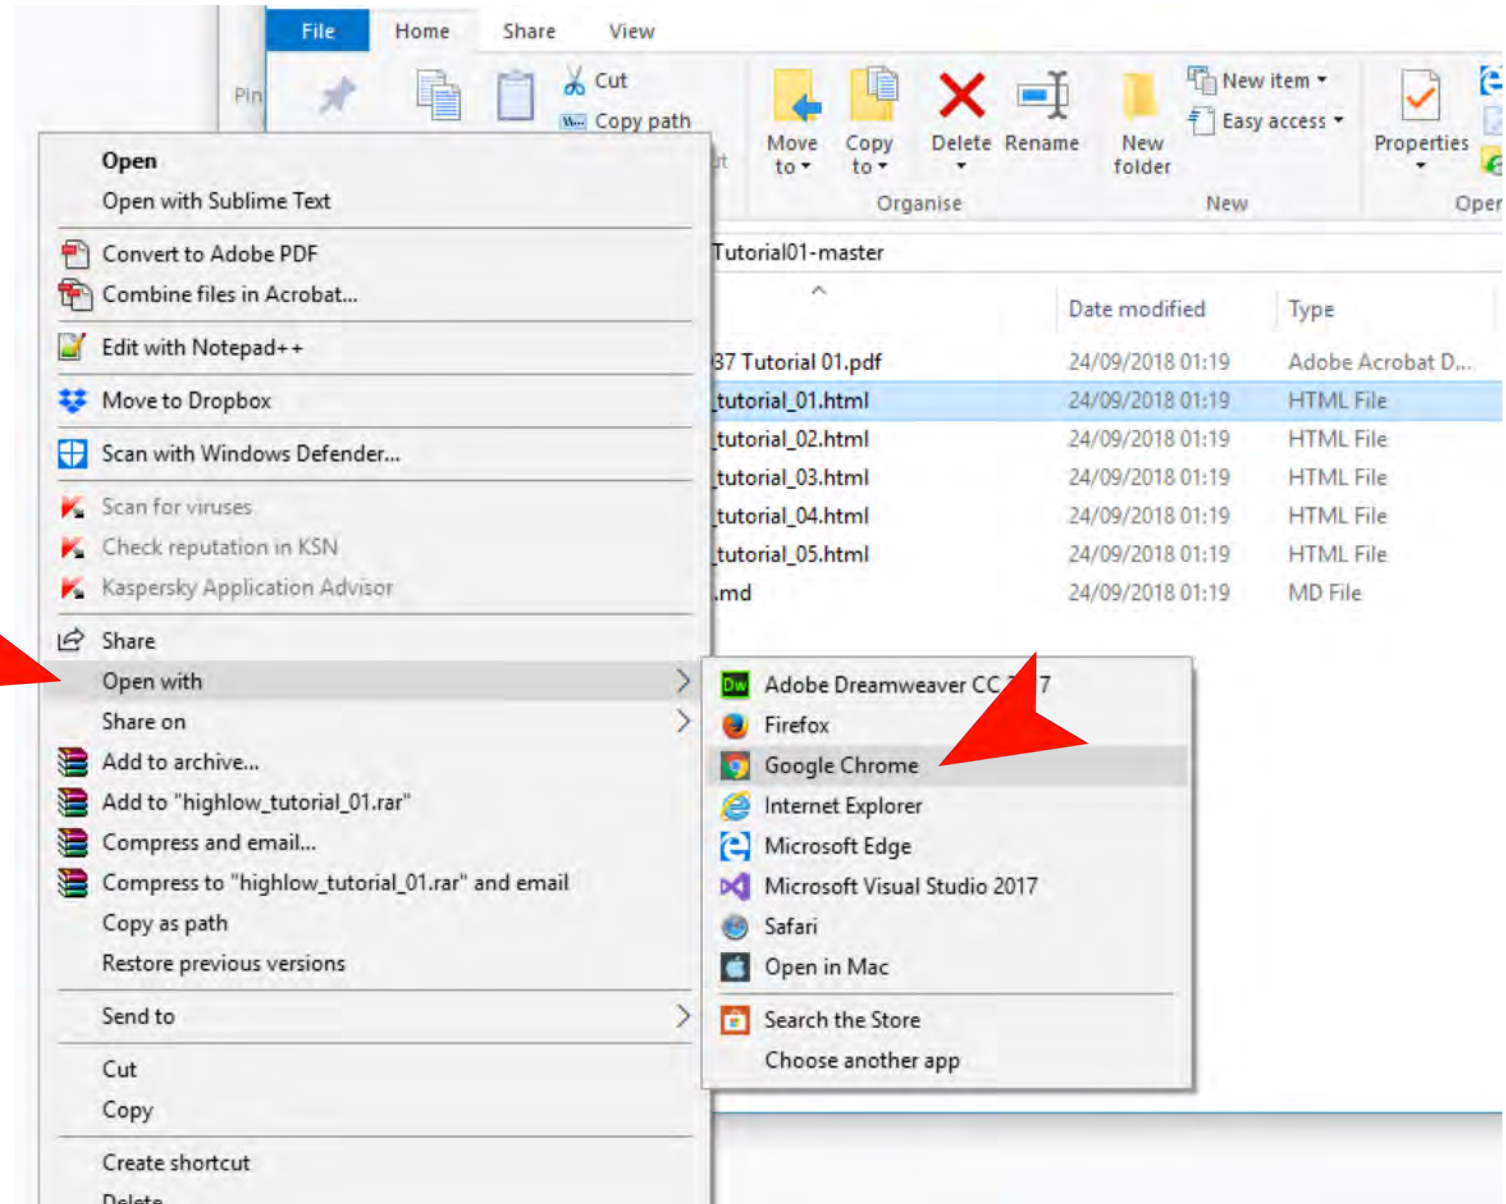 File Home Share View
Pin
Cut
Copy path
Move to
Copy to
Delete
Rename
New folder
New item
Easy access
Properties
Organise
New
Tutorial01-master
Date modified Type
37 Tutorial 01.pdf 24/09/2018 01:19 Adobe Acrobat D...
_tutorial_01.html 24/09/2018 01:19 HTML File
_tutorial_02.html 24/09/2018 01:19 HTML File
_tutorial_03.html 24/09/2018 01:19 HTML File
_tutorial_04.html 24/09/2018 01:19 HTML File
_tutorial_05.html 24/09/2018 01:19 HTML File
.md 24/09/2018 01:19 MD File
Open
Open with Sublime Text
Convert to Adobe PDF
Combine files in Acrobat...
Edit with Notepad++
Move to Dropbox
Scan with Windows Defender...
Scan for viruses
Check reputation in KSN
Kaspersky Application Advisor
Share
Open with
Share on
Add to archive...
Add to "highlow_tutorial_01.rar"
Compress and email...
Compress to "highlow_tutorial_01.rar" and email
Copy as path
Restore previous versions
Send to
Cut
Copy
Create shortcut
Delete
Dw Adobe Dreamweaver CC
Firefox
Google Chrome
Internet Explorer
Microsoft Edge
Microsoft Visual Studio 2017
Safari
Open in Mac
Search the Store
Choose another app